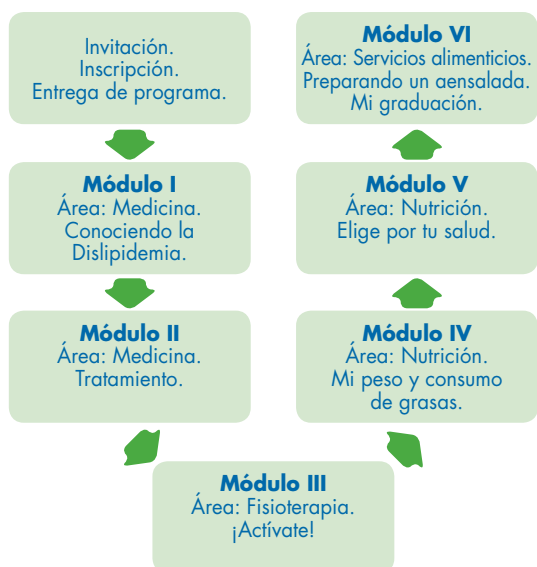 Invitación.
Inscripción.
Entrega de programa.
Módulo I
Área: Medicina.
Conociendo la
Dislipidemia.
Módulo II
Área: Medicina.
Tratamiento.
Módulo III
Área: Fisioterapia.
¡Actívate!
Módulo IV
Área: Nutrición.
Mi peso y consumo
de grasas.
Módulo V
Área: Nutrición.
Elige por tu salud.
Módulo VI
Área: Servicios alimenticios.
Preparando un aensalada.
Mi graduación.